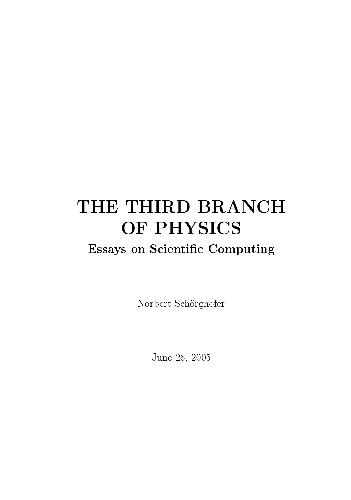 THE THIRD BRANCH
OF PHYSICS
Essays on Scientific Computing
Norbert Schörghofer
June 26, 2005